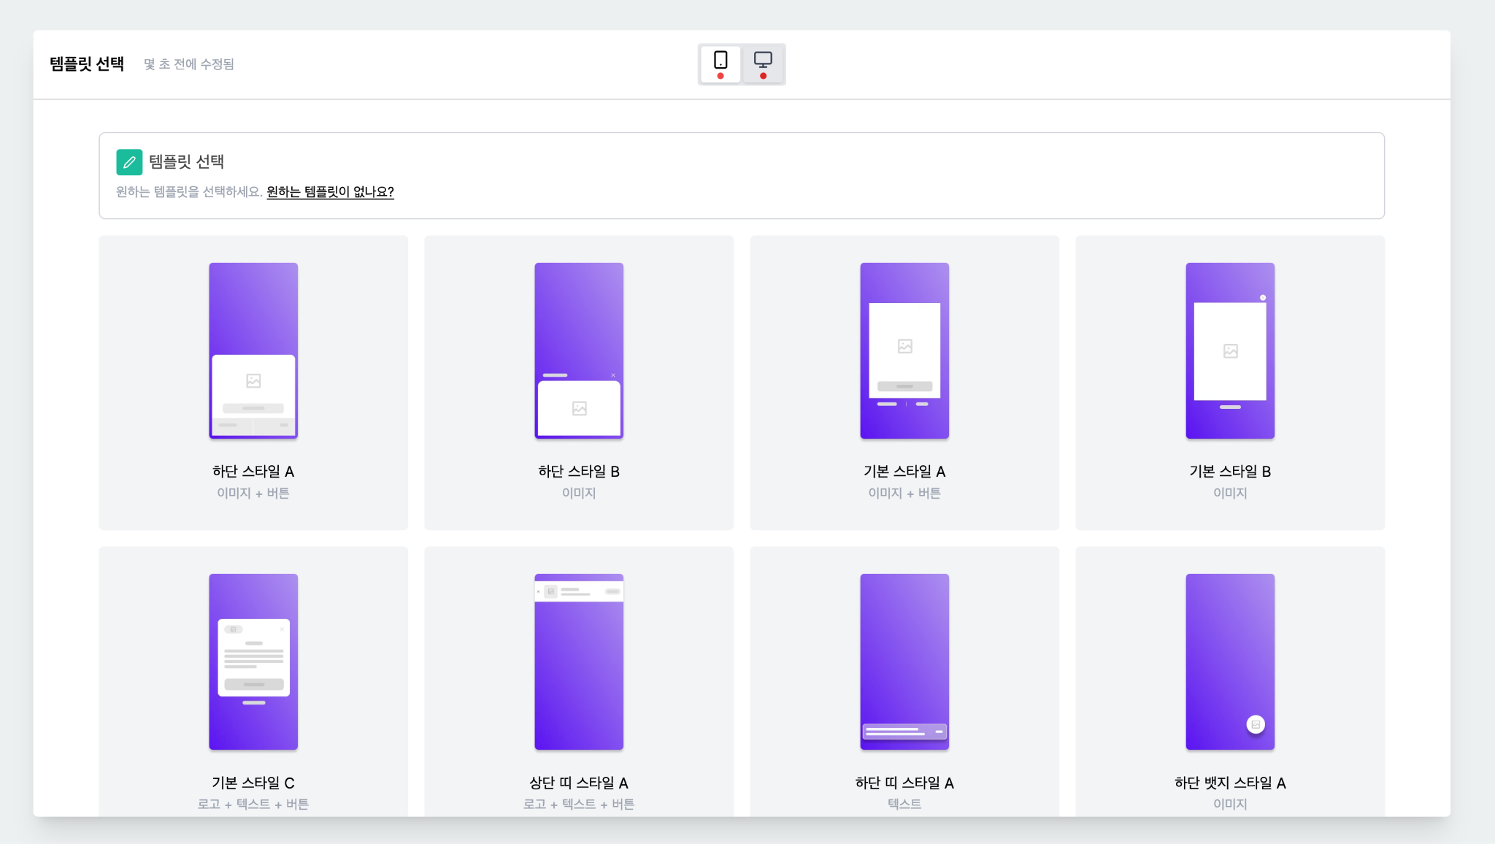 템플릿 선택 몇 초 전에 수정됨
템플릿 선택
원하는 템플릿을 선택하세요. 원하는 템플릿이 없나요?
하단 스타일 A
이미지 + 버튼
하단 스타일 B
이미지
기본 스타일 A
이미지 + 버튼
기본 스타일 B
이미지
기본 스타일 C
로고 + 텍스트 + 버튼
상단 띠 스타일 A
로고 + 텍스트 + 버튼
하단 띠 스타일 A
텍스트
하단 뱃지 스타일 A
이미지